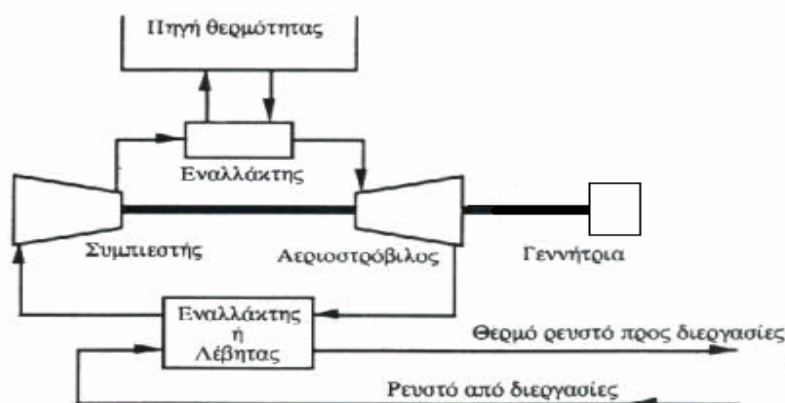 Πηγή θερμότητας
Εναλλάκτης
Συμπιεστής
Αεριοστρόβιλος
Γεννήτρια
Εναλλάκτης
ή
Λέβητας
Θερμό ρευστό προς διεργασίες
Ρευστό από διεργασίες